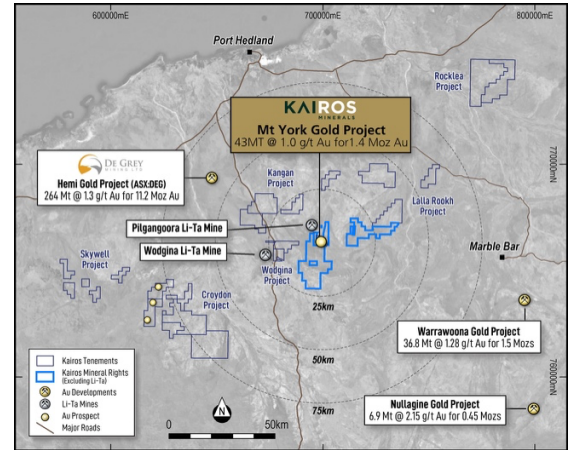 600000mE
700000mE
800000mE
Port Hedland
Rocklea
Project
KAIROS
MINERALS
Mt York Gold Project
43MT @ 1.0 g/t Au for1.4 Moz Au
770000mN
DE GREY
MINING LTD
Hemi Gold Project (ASX:DEG)
264 Mt @ 1.3 g/t Au for 11.2 Moz Au
Kangan
Project
Lalla Rookh
Project
Pilgangoora Li-Ta Mine
Wodgina Li-Ta Mine
Marble Bar
Skywell
Project
Wodgina
Project
Croydon
Project
25km
Warrawoona Gold Project
36.8 Mt @ 1.28 g/t Au for 1.5 Mozs
50km
Kairos Tenements
Kairos Mineral Rights
(Excluding Li-Ta)
Au Developments
Li-Ta Mines
Au Prospect
Major Roads
760000mN
75km
Nullagine Gold Project
6.9 Mt @ 2.15 g/t Au for 0.45 Mozs
N
0
50km